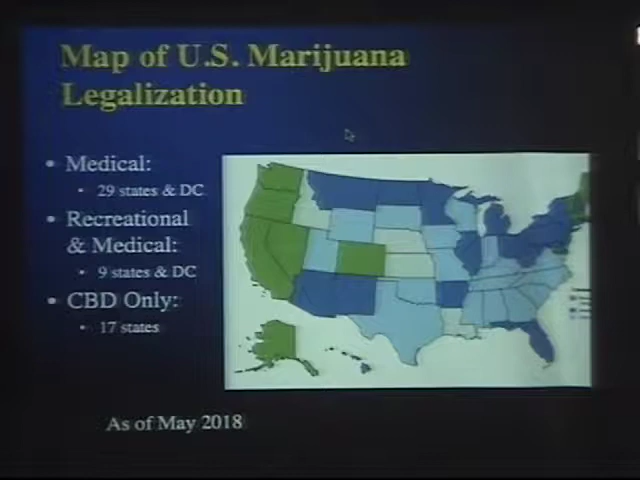 Map of U.S. Marijuana
Legalization
• Medical:
• 29 states & DC
• Recreational
& Medical:
• 9 states & DC
• CBD Only:
• 17 states
As of May 2018